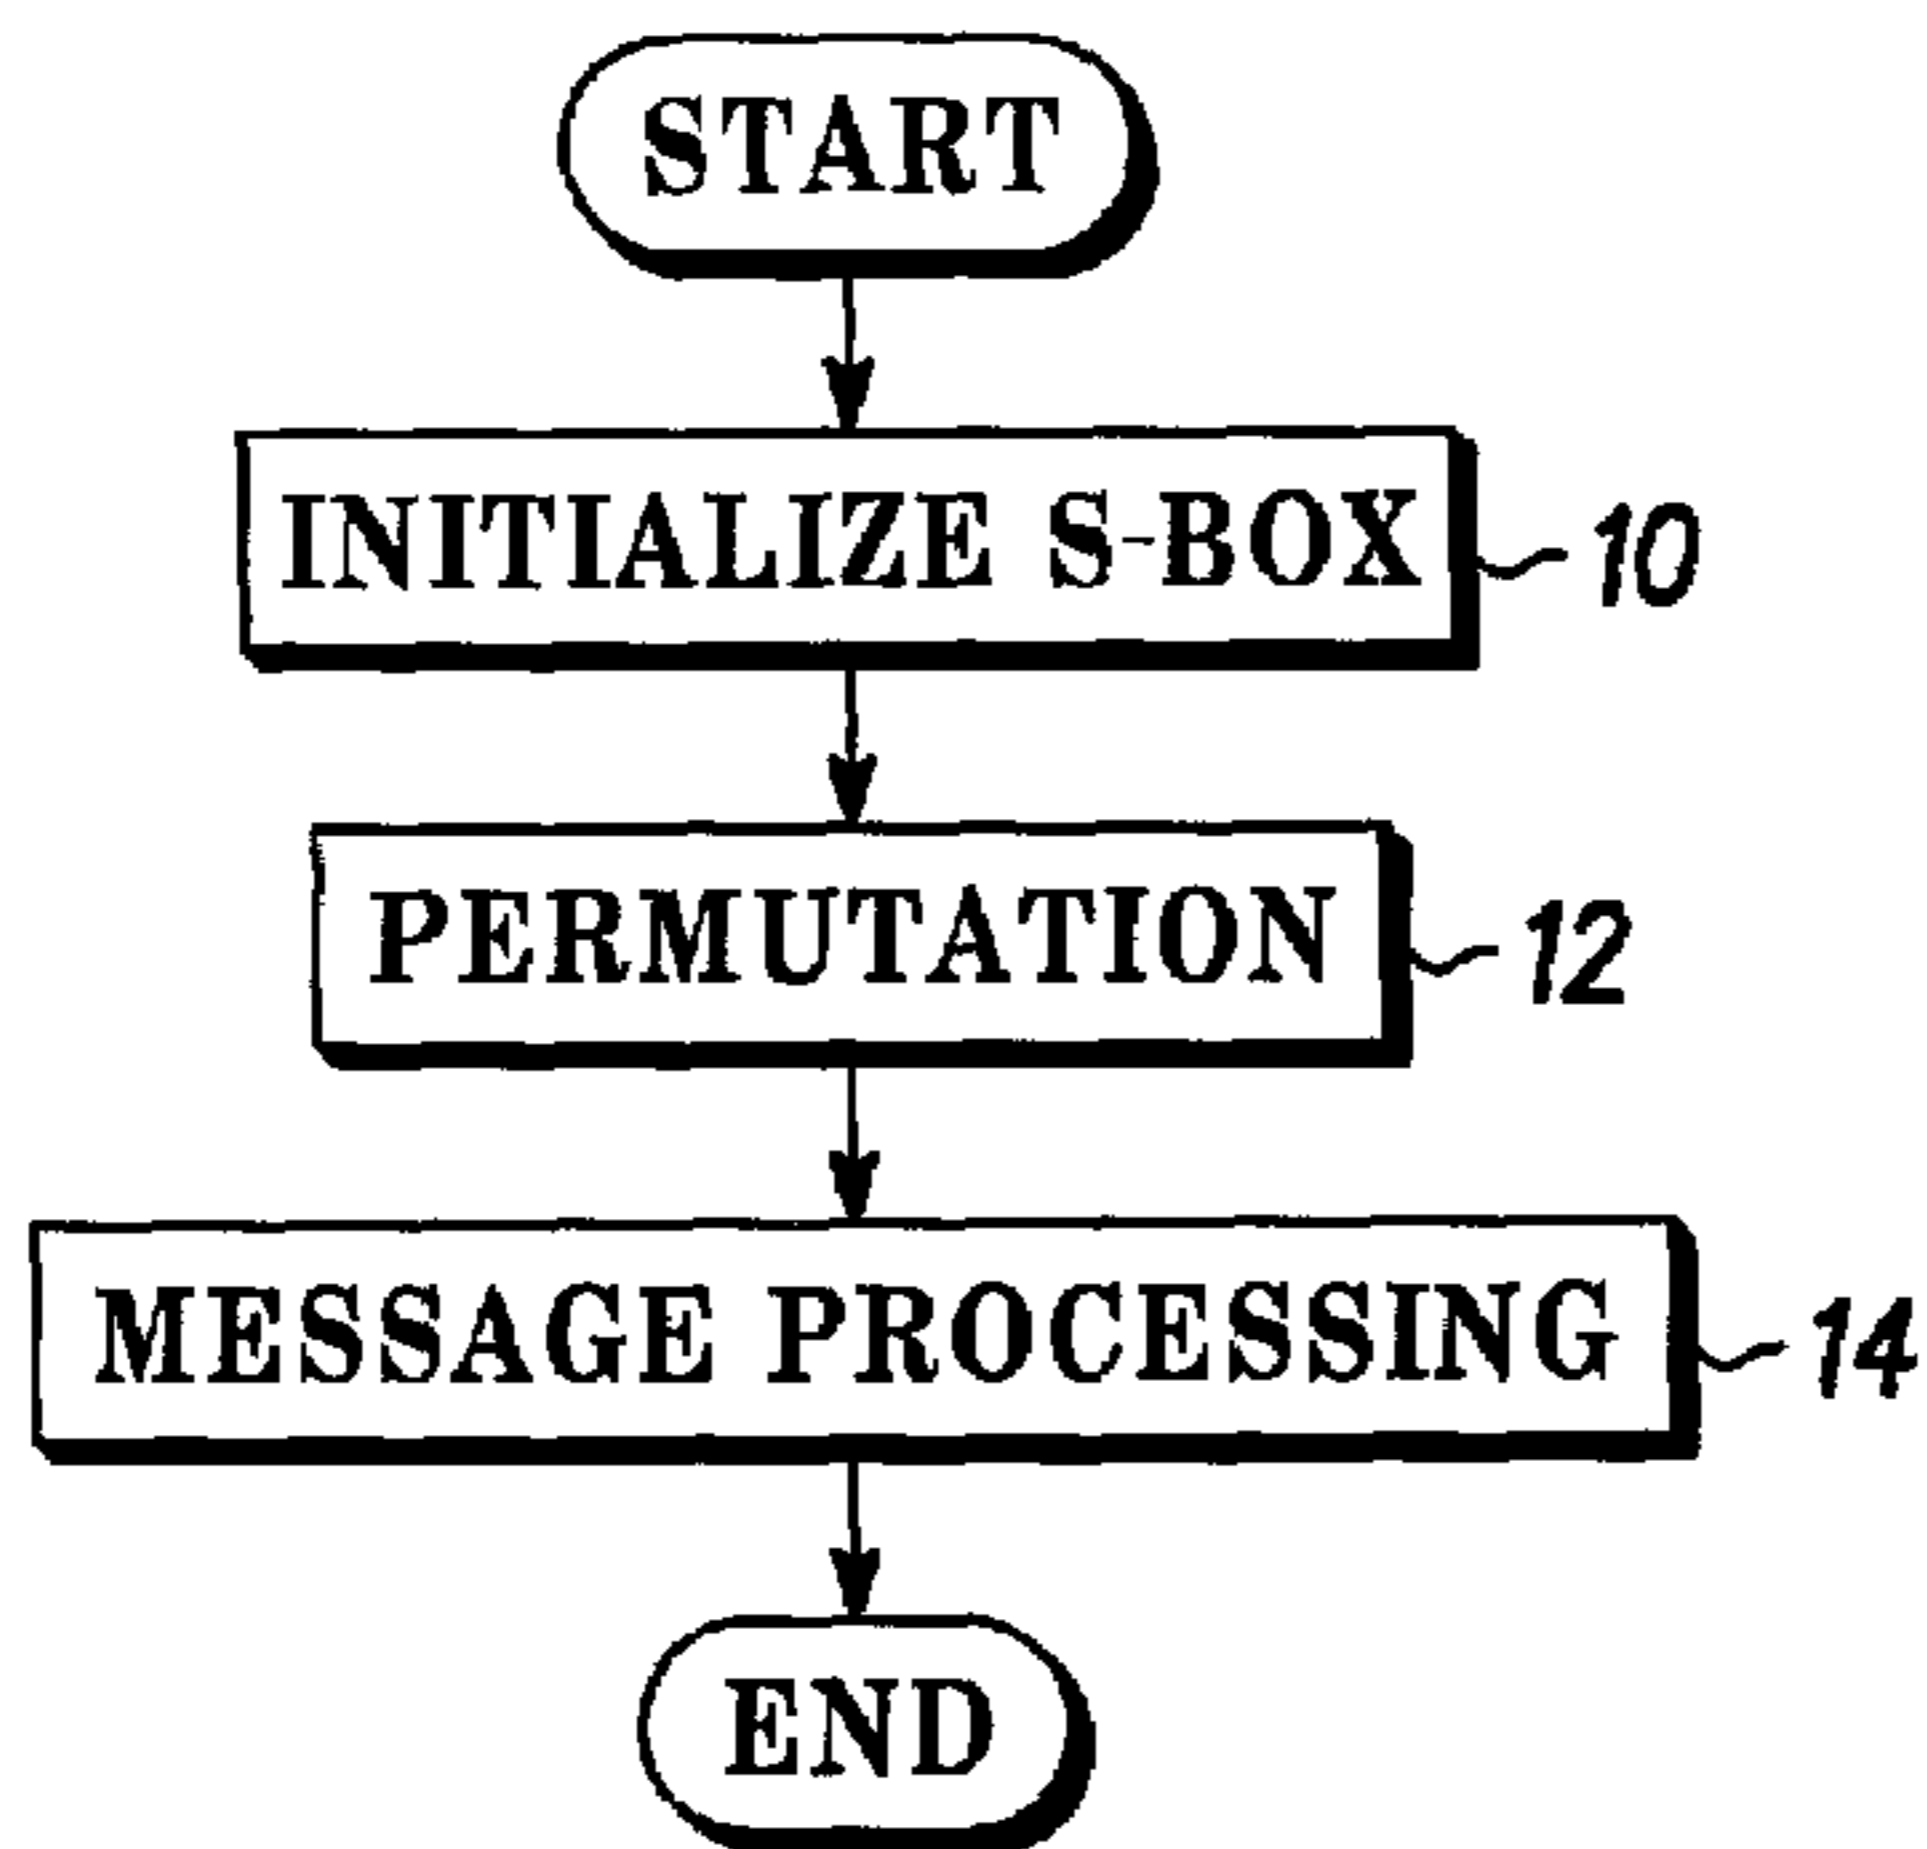 START
INITIALIZE S-BOX 10
PERMUTATION 12
MESSAGE PROCESSING 14
END